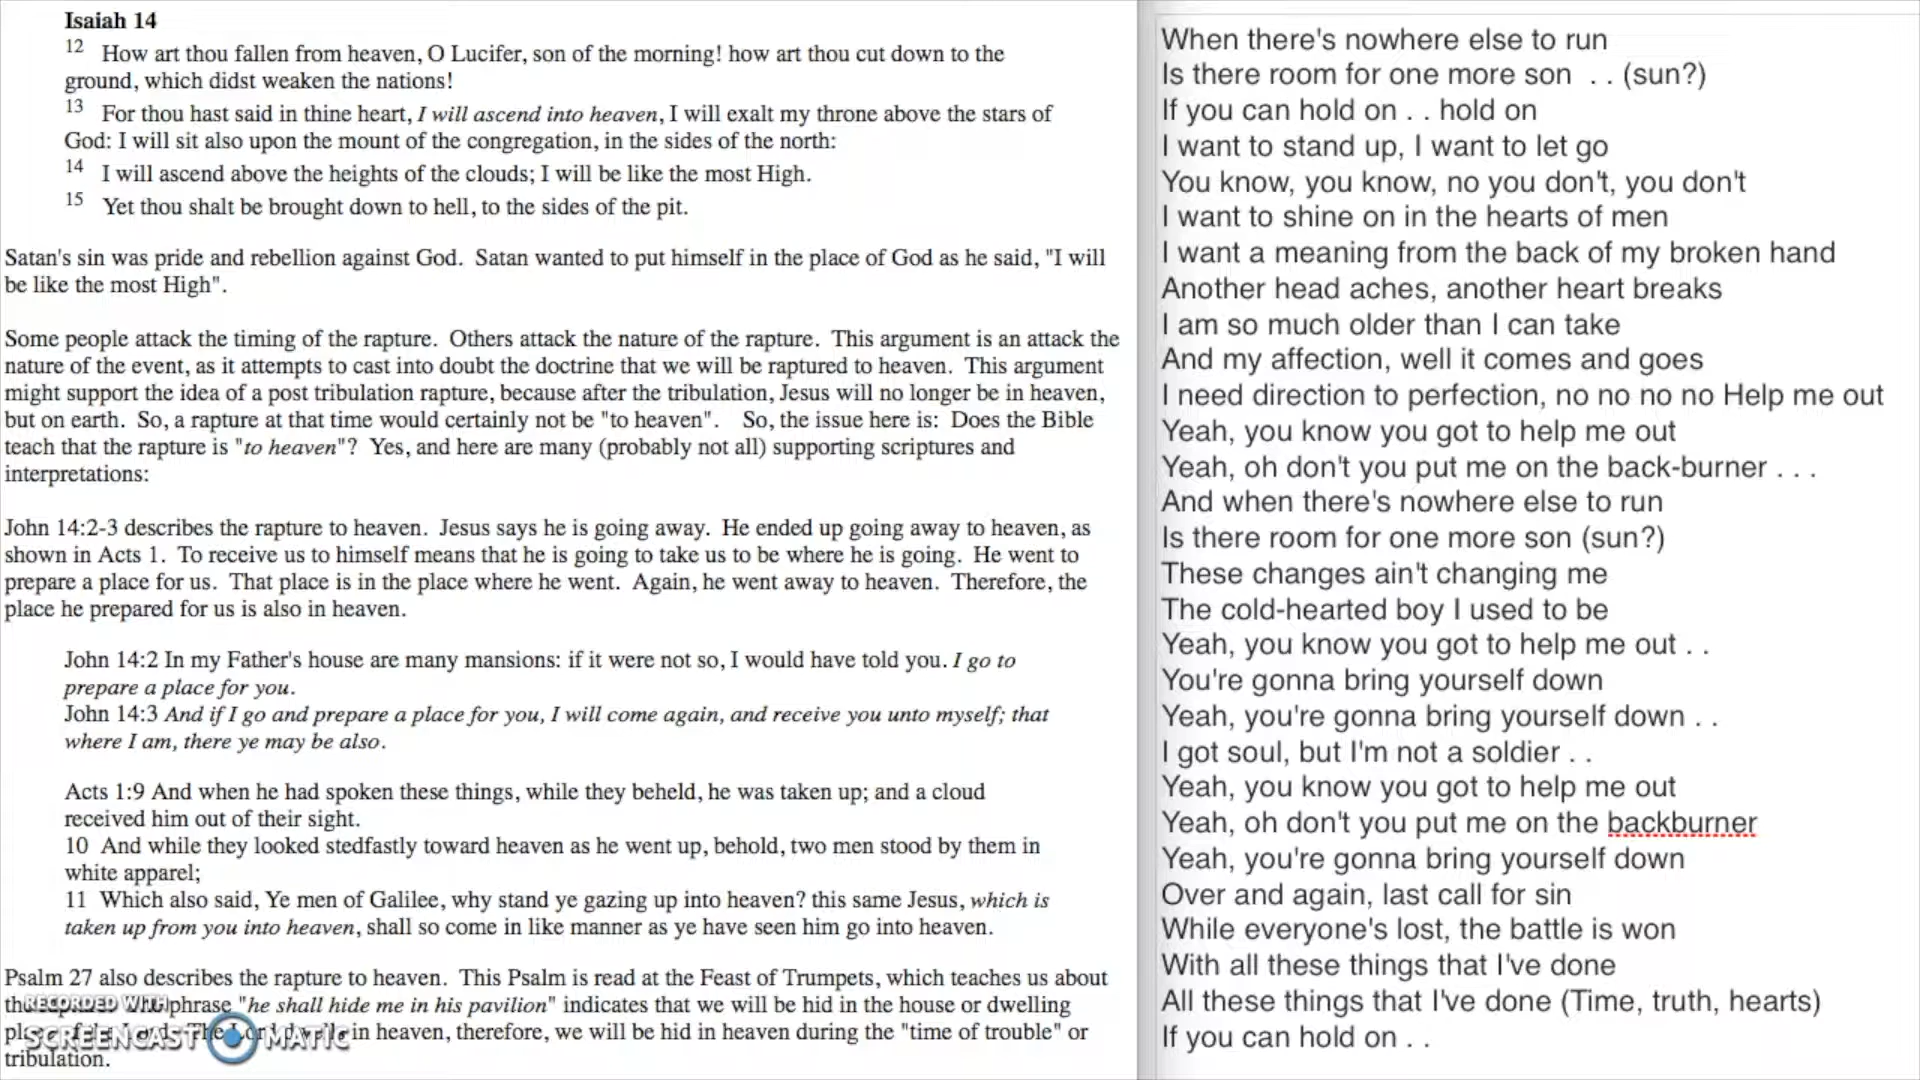 Isaiah 14
12 How art thou fallen from heaven, O Lucifer, son of the morning! how art thou cut down to the
ground, which didst weaken the nations!
13 For thou hast said in thine heart, I will ascend into heaven, I will exalt my throne above the stars of
God: I will sit also upon the mount of the congregation, in the sides of the north:
14 I will ascend above the heights of the clouds; I will be like the most High.
15 Yet thou shalt be brought down to hell, to the sides of the pit.
Satan's sin was pride and rebellion against God. Satan wanted to put himself in the place of God as he said, "I will
be like the most High".
Some people attack the timing of the rapture. Others attack the nature of the rapture. This argument is an attack the
nature of the event, as it attempts to cast into doubt the doctrine that we will be raptured to heaven. This argument
might support the idea of a post tribulation rapture, because after the tribulation, Jesus will no longer be in heaven,
but on earth. So, a rapture at that time would certainly not be "to heaven". So, the issue here is: Does the Bible
teach that the rapture is "to heaven"? Yes, and here are many (probably not all) supporting scriptures and
interpretations:
John 14:2-3 describes the rapture to heaven. Jesus says he is going away. He ended up going away to heaven, as
shown in Acts 1. To receive us to himself means that he is going to take us to be where he is going. He went to
prepare a place for us. That place is in the place where he went. Again, he went away to heaven. Therefore, the
place he prepared for us is also in heaven.
John 14:2 In my Father's house are many mansions: if it were not so, I would have told you. I go to
prepare a place for you.
John 14:3 And if I go and prepare a place for you, I will come again, and receive you unto myself; that
where I am, there ye may be also.
Acts 1:9 And when he had spoken these things, while they beheld, he was taken up; and a cloud
received him out of their sight.
10 And while they looked stedfastly toward heaven as he went up, behold, two men stood by them in
white apparel;
11 Which also said, Ye men of Galilee, why stand ye gazing up into heaven? this same Jesus, which is
taken up from you into heaven, shall so come in like manner as ye have seen him go into heaven.
Psalm 27 also describes the rapture to heaven. This Psalm is read at the Feast of Trumpets, which teaches us about
phrase "he shall hide me in his pavilion" indicates that we will be hid in the house or dwelling
in heaven, therefore, we will be hid in heaven during the "time of trouble" or
tribulation.
RECORDED WITH
SCREENCAST MATIC
When there's nowhere else to run
Is there room for one more son . . (sun?)
If you can hold on . . hold on
I want to stand up, I want to let go
You know, you know, no you don't, you don't
I want to shine on in the hearts of men
I want a meaning from the back of my broken hand
Another head aches, another heart breaks
I am so much older than I can take
And my affection, well it comes and goes
I need direction to perfection, no no no no Help me out
Yeah, you know you got to help me out
Yeah, oh don't you put me on the back-burner . . .
And when there's nowhere else to run
Is there room for one more son (sun?)
These changes ain't changing me
The cold-hearted boy I used to be
Yeah, you know you got to help me out . .
You're gonna bring yourself down
Yeah, you're gonna bring yourself down . .
I got soul, but I'm not a soldier . .
Yeah, you know you got to help me out
Yeah, oh don't you put me on the backburner
Yeah, you're gonna bring yourself down
Over and again, last call for sin
While everyone's lost, the battle is won
With all these things that I've done
All these things that I've done (Time, truth, hearts)
If you can hold on . .